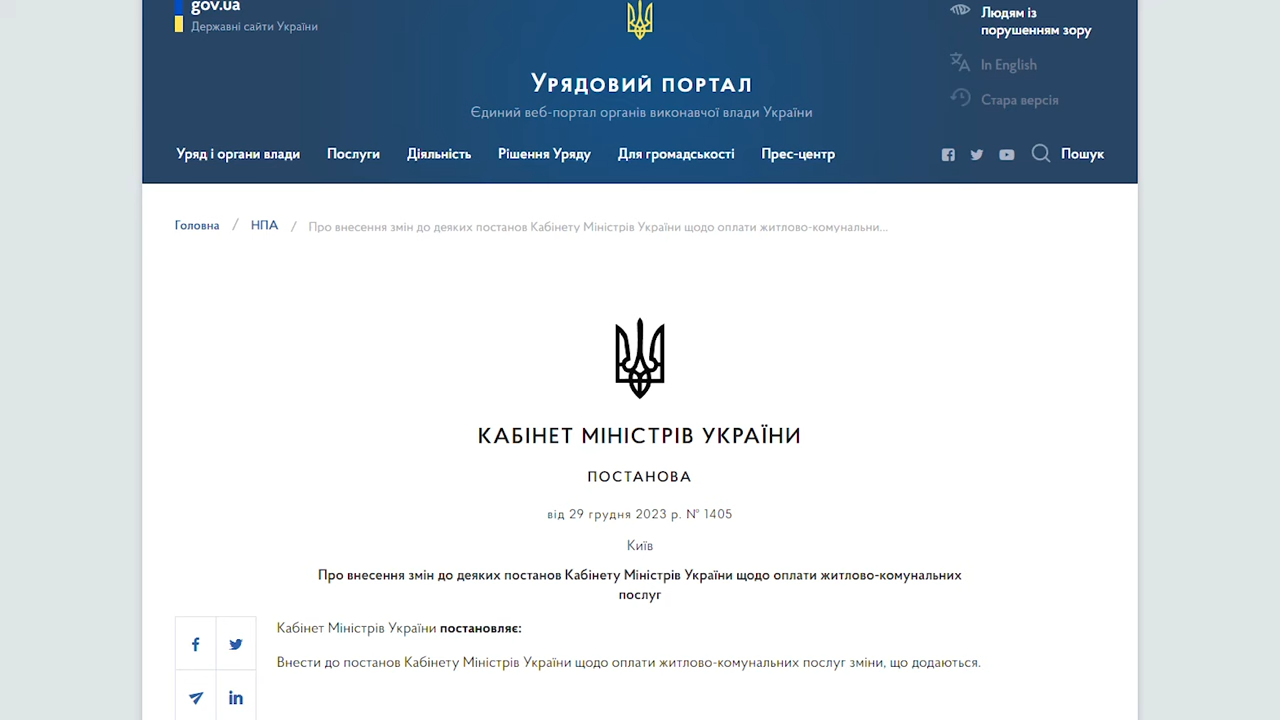 gov.ua
Державні сайти України
Людям із
порушенням зору
In English
Стара версія
Урядовий портал
Єдиний веб-портал органів виконавчої влади України
Уряд і органи влади Послуги Діяльність Рішення Уряду Для громадськості Прес-центр Пошук
Головна / НПА / Про внесення змін до деяких постанов Кабінету Міністрів України щодо оплати житлово-комунальни...
КАБІНЕТ МІНІСТРІВ УКРАЇНИ
ПОСТАНОВА
від 29 грудня 2023 р. № 1405
Київ
Про внесення змін до деяких постанов Кабінету Міністрів України щодо оплати житлово-комунальних
послуг
Кабінет Міністрів України постановляє:
Внести до постанов Кабінету Міністрів України щодо оплати житлово-комунальних послуг зміни, що додаються.